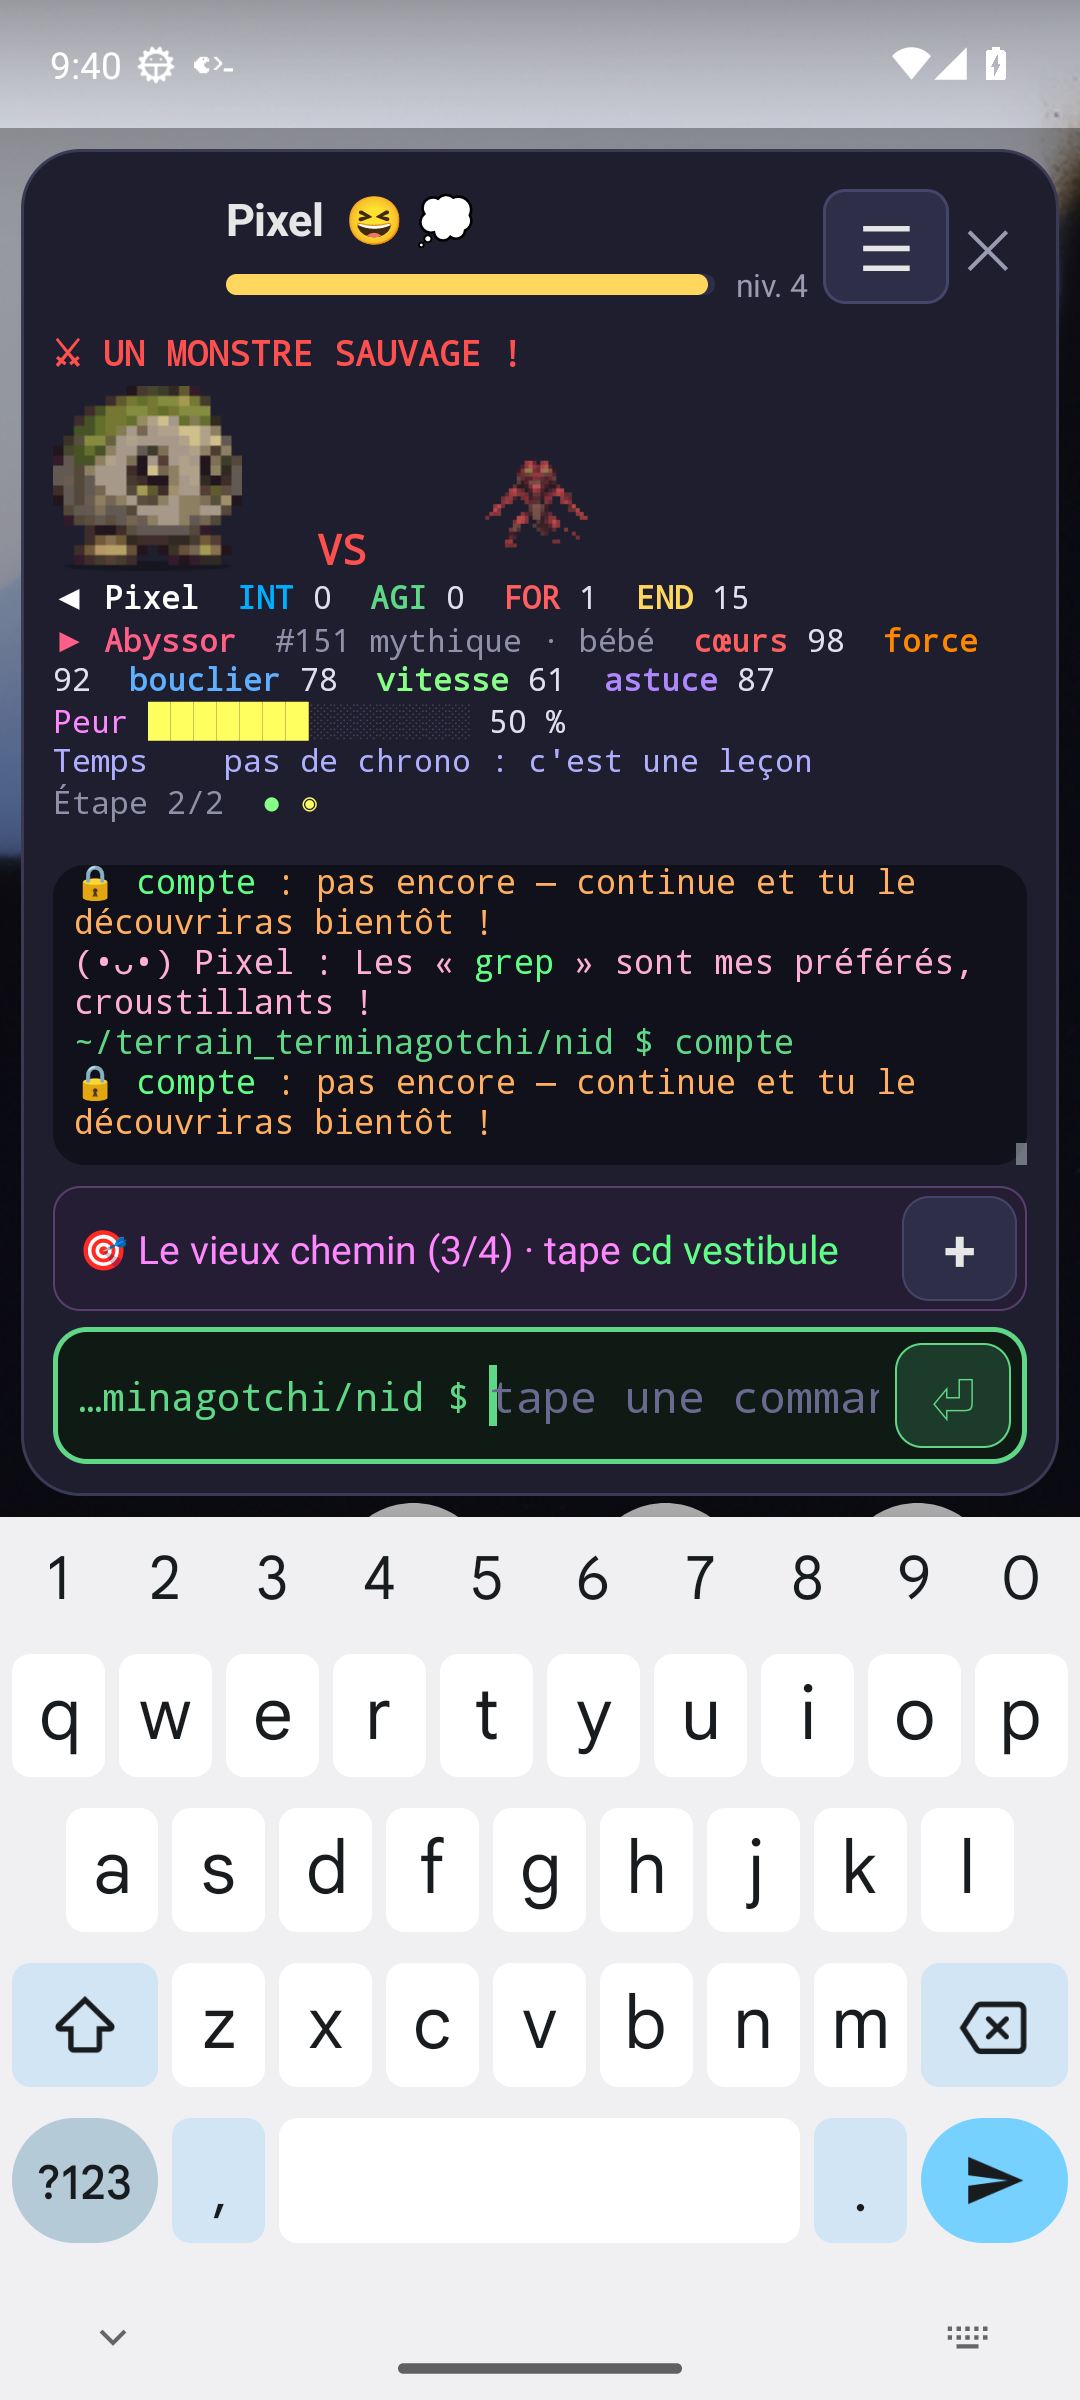 9:40
Pixel 😆 💭
niv. 4
⚔ UN MONSTRE SAUVAGE !
VS
◀ Pixel INT 0 AGI 0 FOR 1 END 15
▶ Abyssor #151 mythique · bébé cœurs 98 force
92 bouclier 78 vitesse 61 astuce 87
Peur 50 %
Temps pas de chrono : c'est une leçon
Étape 2/2 ● ◉
🔒 compte : pas encore — continue et tu le
découvriras bientôt !
(•ᴗ•) Pixel : Les « grep » sont mes préférés,
croustillants !
~/terrain_terminagotchi/nid $ compte
🔒 compte : pas encore — continue et tu le
découvriras bientôt !
🎯 Le vieux chemin (3/4) · tape cd vestibule
+
…minagotchi/nid $ tape une comman
1 2 3 4 5 6 7 8 9 0
q w e r t y u i o p
a s d f g h j k l
z x c v b n m
?123 , .